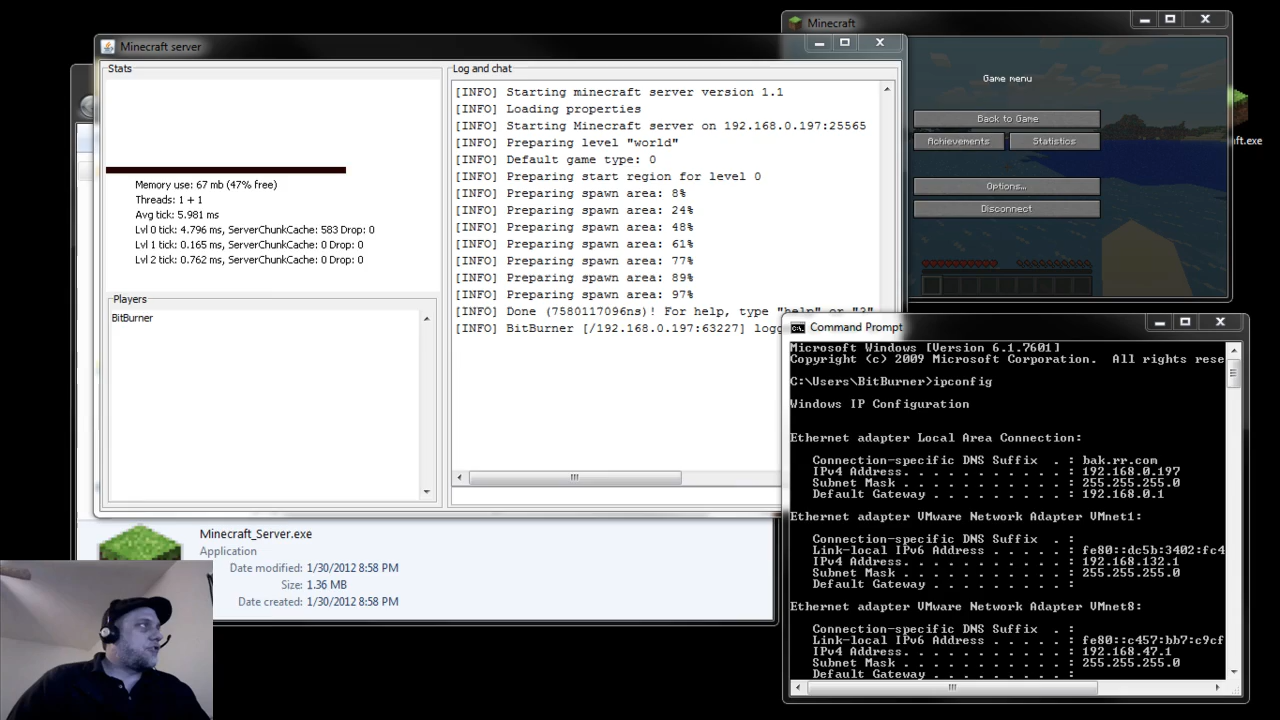 Minecraft
Minecraft server
Stats
Log and chat
[INFO] Starting minecraft server version 1.1
[INFO] Loading properties
[INFO] Starting Minecraft server on 192.168.0.197:25565
[INFO] Preparing level "world"
[INFO] Default game type: 0
[INFO] Preparing start region for level 0
[INFO] Preparing spawn area: 8%
[INFO] Preparing spawn area: 24%
[INFO] Preparing spawn area: 48%
[INFO] Preparing spawn area: 61%
[INFO] Preparing spawn area: 77%
[INFO] Preparing spawn area: 89%
[INFO] Preparing spawn area: 97%
[INFO] Done (7580117096ns)! For help, type "help" or "?"
[INFO] BitBurner [/192.168.0.197:63227] logg
Memory use: 67 mb (47% free)
Threads: 1 + 1
Avg tick: 5.981 ms
Lvl 0 tick: 4.796 ms, ServerChunkCache: 583 Drop: 0
Lvl 1 tick: 0.165 ms, ServerChunkCache: 0 Drop: 0
Lvl 2 tick: 0.762 ms, ServerChunkCache: 0 Drop: 0
Players
BitBurner
Game menu
Back to Game
Achievements Statistics
Options...
Disconnect
ft.exe
Command Prompt
Microsoft Windows [Version 6.1.7601]
Copyright (c) 2009 Microsoft Corporation. All rights rese
C:\Users\BitBurner>ipconfig
Windows IP Configuration
Ethernet adapter Local Area Connection:
Connection-specific DNS Suffix . : bak.rr.com
IPv4 Address. . . . . . . . . . . : 192.168.0.197
Subnet Mask . . . . . . . . . . . : 255.255.255.0
Default Gateway . . . . . . . . . : 192.168.0.1
Ethernet adapter VMware Network Adapter VMnet1:
Connection-specific DNS Suffix . :
Link-local IPv6 Address . . . . . : fe80::dc5b:3402:fc4
IPv4 Address. . . . . . . . . . . : 192.168.132.1
Subnet Mask . . . . . . . . . . . : 255.255.255.0
Default Gateway . . . . . . . . . :
Ethernet adapter VMware Network Adapter VMnet8:
Connection-specific DNS Suffix . :
Link-local IPv6 Address . . . . . : fe80::c457:bb7:c9cf
IPv4 Address. . . . . . . . . . . : 192.168.47.1
Subnet Mask . . . . . . . . . . . : 255.255.255.0
Default Gateway . . . . . . . . . :
Minecraft_Server.exe
Application
Date modified: 1/30/2012 8:58 PM
Size: 1.36 MB
Date created: 1/30/2012 8:58 PM